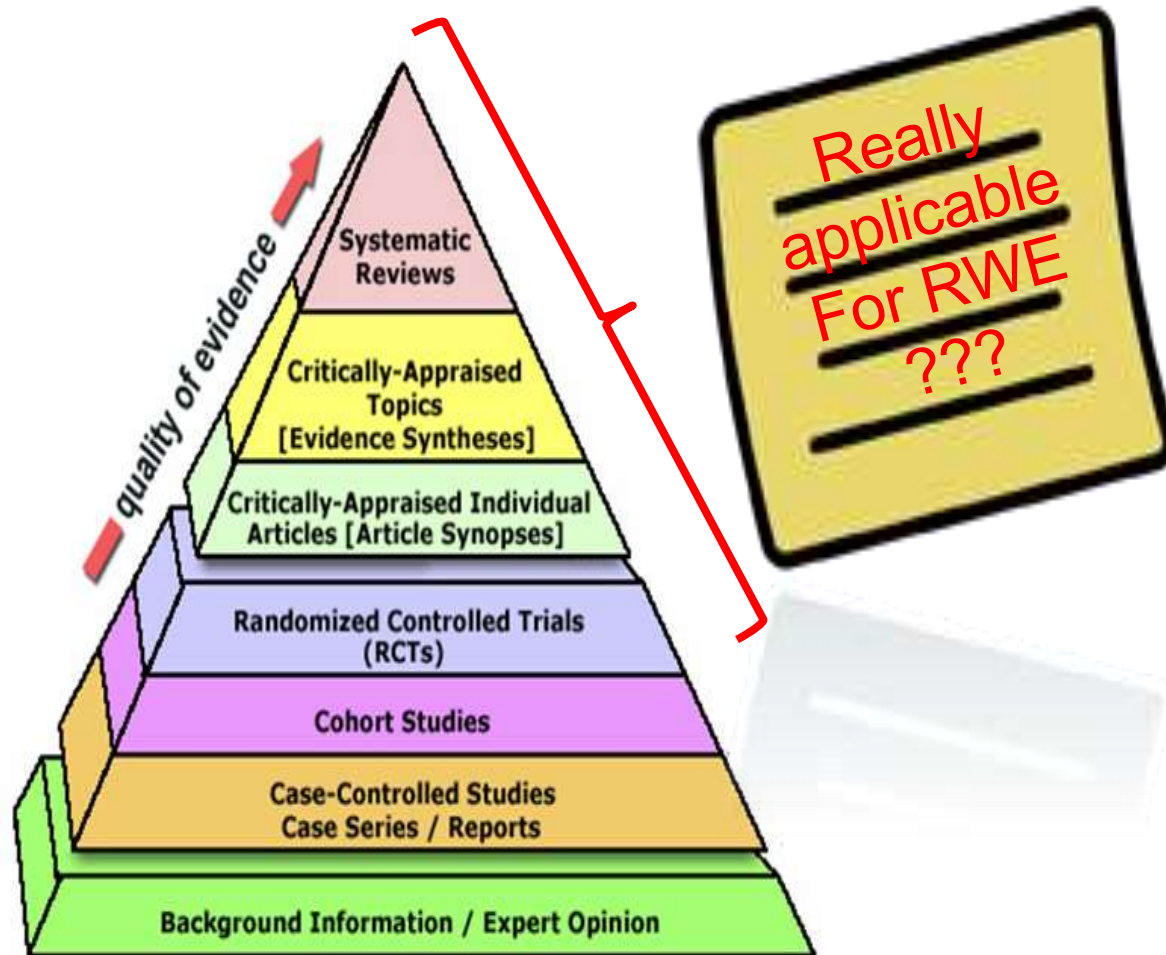 quality of evidence
Systematic
Reviews
Critically-Appraised
Topics
[Evidence Syntheses]
Critically-Appraised Individual
Articles [Article Synopses]
Randomized Controlled Trials
(RCTs)
Cohort Studies
Case-Controlled Studies
Case Series / Reports
Background Information / Expert Opinion
Really
applicable
For RWE
???